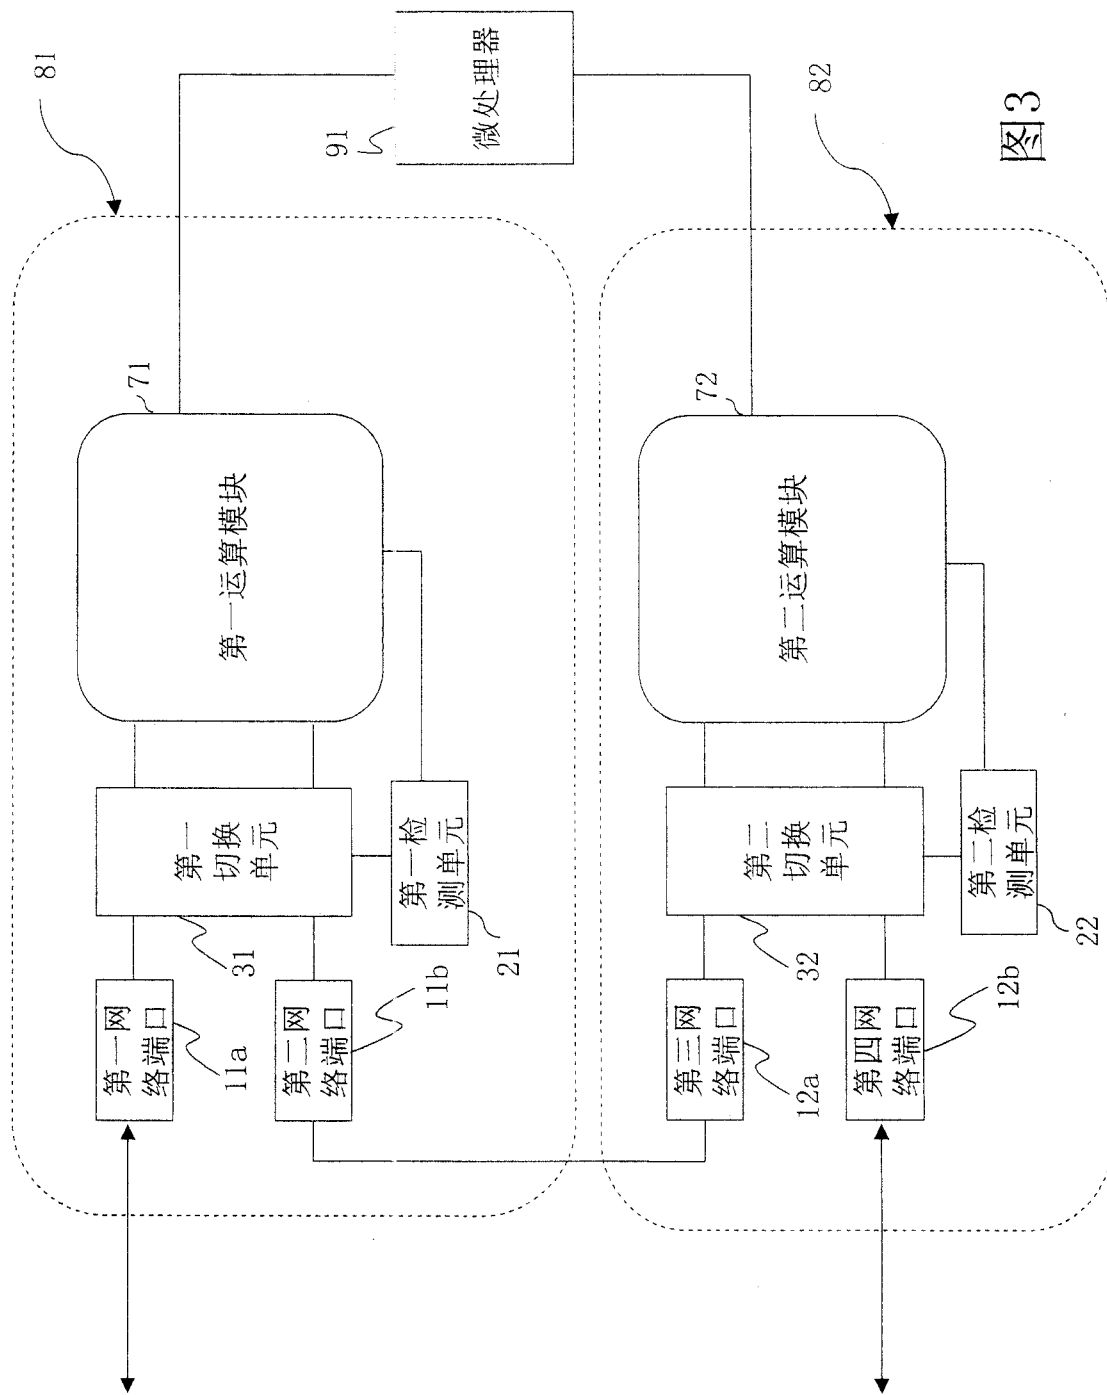 81
91
微处理器
82
图3
71
第一运算模块
72
第二运算模块
第一
切换
单元
31
第一检
测单元
21
第二
切换
单元
32
第二检
测单元
22
第一网
络端口
11a
第二网
络端口
11b
第三网
络端口
12a
第四网
络端口
12b